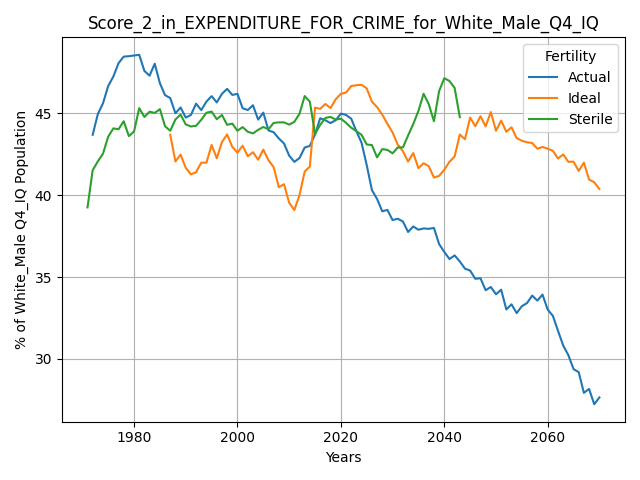 Score_2_in_EXPENDITURE_FOR_CRIME_for_White_Male_Q4_IQ
Fertility
Actual
Ideal
Sterile
% of White_Male Q4_IQ Population
45
40
35
30
1980
2000
2020
2040
2060
Years